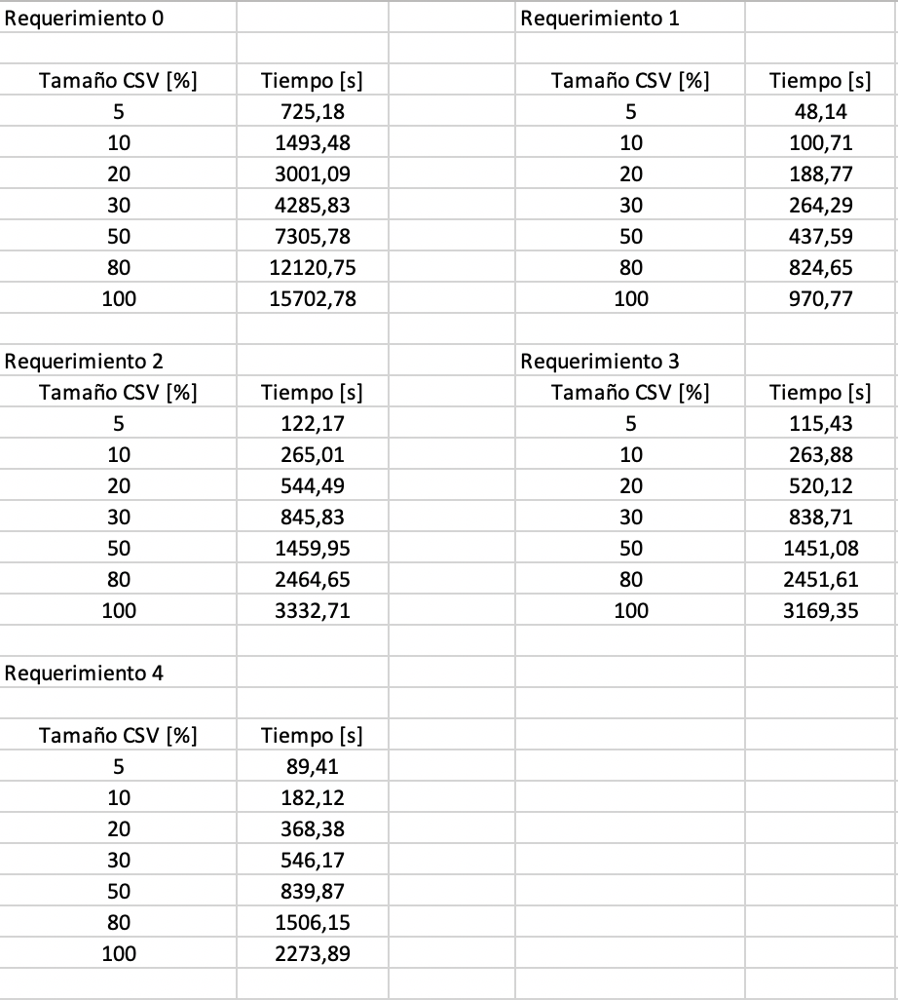 Requerimiento 0 Requerimiento 1
Tamaño CSV [%] Tiempo [s] Tamaño CSV [%] Tiempo [s]
5 725,18 5 48,14
10 1493,48 10 100,71
20 3001,09 20 188,77
30 4285,83 30 264,29
50 7305,78 50 437,59
80 12120,75 80 824,65
100 15702,78 100 970,77
Requerimiento 2 Requerimiento 3
Tamaño CSV [%] Tiempo [s] Tamaño CSV [%] Tiempo [s]
5 122,17 5 115,43
10 265,01 10 263,88
20 544,49 20 520,12
30 845,83 30 838,71
50 1459,95 50 1451,08
80 2464,65 80 2451,61
100 3332,71 100 3169,35
Requerimiento 4
Tamaño CSV [%] Tiempo [s]
5 89,41
10 182,12
20 368,38
30 546,17
50 839,87
80 1506,15
100 2273,89